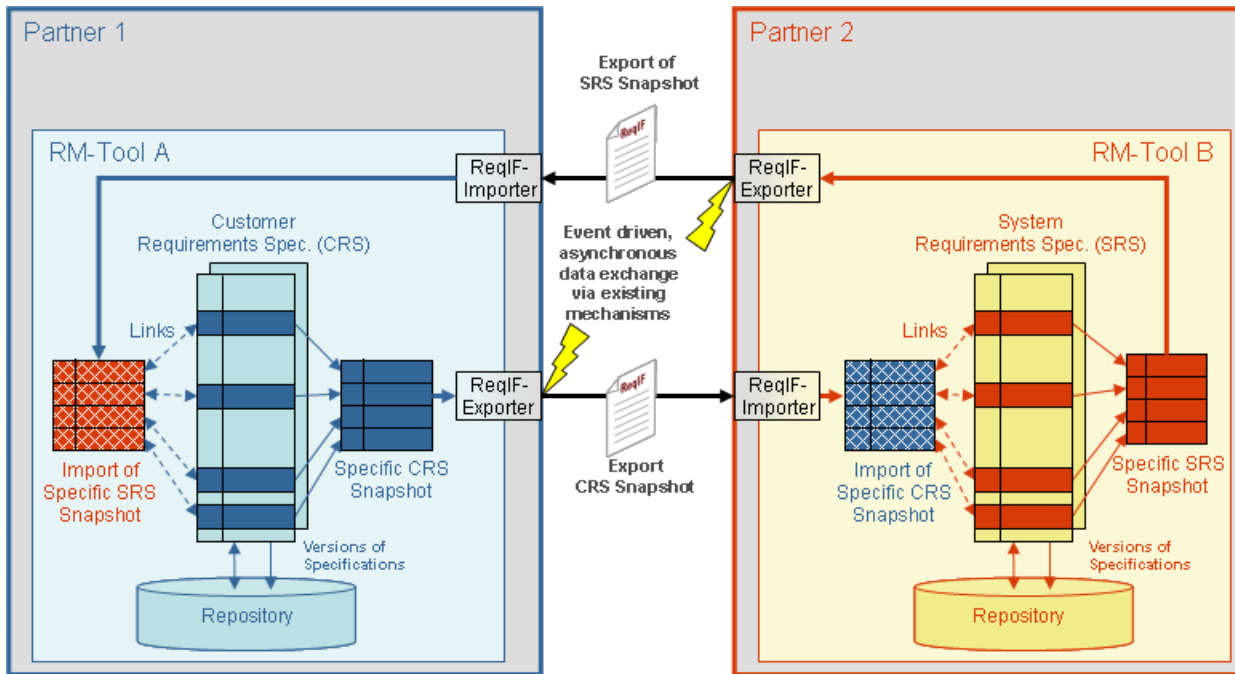 Partner 1
Partner 2
Export of
SRS Snapshot
ReqIF
RM-Tool A
ReqIF-
Importer
ReqIF-
Exporter
RM-Tool B
Customer
Requirements Spec. (CRS)
Event driven,
asynchronous
data exchange
via existing
mechanisms
System
Requirements Spec. (SRS)
Links
Links
ReqIF-
Exporter
ReqIF
ReqIF-
Importer
Import of
Specific SRS
Snapshot
Specific CRS
Snapshot
Export
CRS Snapshot
Import of
Specific CRS
Snapshot
Specific SRS
Snapshot
Versions of
Specifications
Versions of
Specifications
Repository
Repository